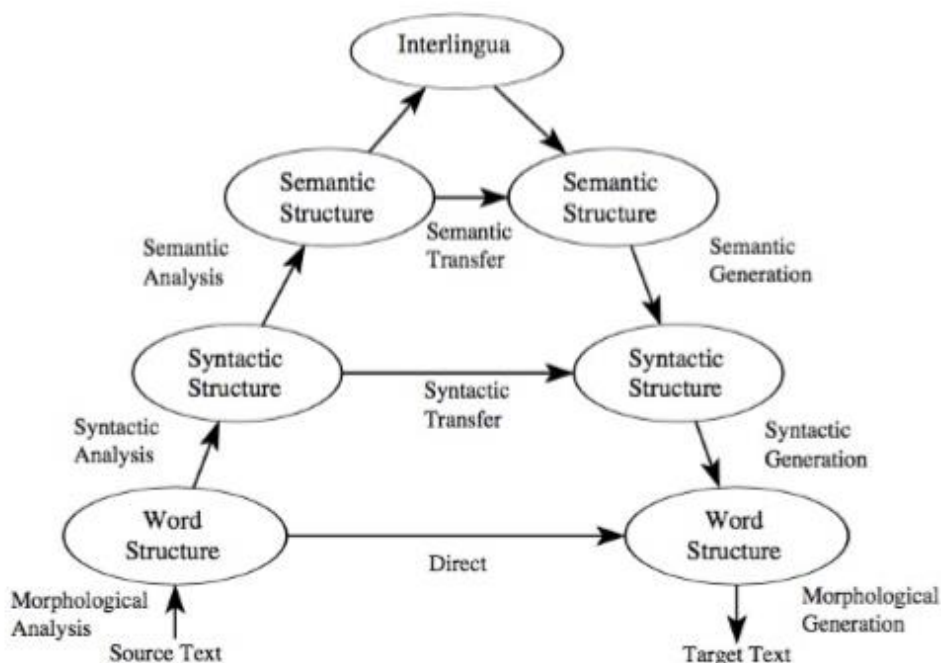 Interlingua
Semantic
Structure
Semantic
Structure
Semantic
Transfer
Semantic
Analysis
Semantic
Generation
Syntactic
Structure
Syntactic
Structure
Syntactic
Transfer
Syntactic
Analysis
Syntactic
Generation
Word
Structure
Word
Structure
Direct
Morphological
Analysis
Morphological
Generation
Source Text
Target Text